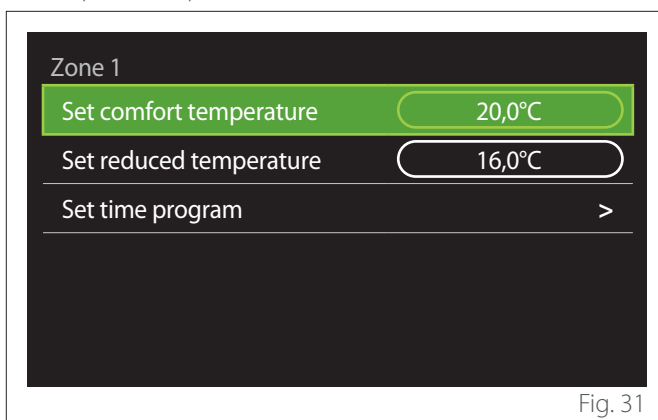 Zone 1
Set comfort temperature 20,0°C
Set reduced temperature 16,0°C
Set time program >
Fig. 31